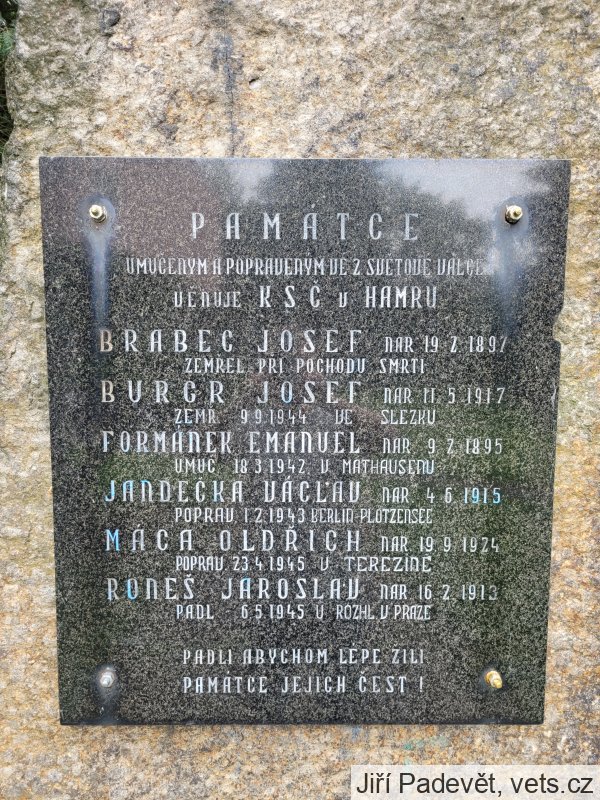 PAMÁTCE
UMUČENÝM A POPRAVENÝM VE 2 SVĚTOVÉ VÁLCE
VĚNUJE KSČ V HAMRU
BRABEC JOSEF NAR 19 2 1897
ZEMŘEL PŘI POCHODU SMRTI
BURGR JOSEF NAR 11.5 1917
ZEMŘ 9.9.1944 VE SLEZKU
FORMÁNEK EMANUEL NAR 9 2 1895
UMUČ 18.3.1942 V MATHAUSENU
JANDEČKA VÁCLAV NAR 4.6 1915
POPRAV. 1.2.1943 BERLIN-PLOTZENSEE
MÁCA OLDŘICH NAR 19 9 1924
POPRAV 23.4.1945 V TEREZÍNĚ
RONEŠ JAROSLAV NAR 16 2 1913
PADL - 6.5.1945 U ROZHL. V PRAZE
PADLI ABYCHOM LÉPE ŽILI
PAMÁTCE JEJICH ČEST !
Jiří Padevět, vets.cz